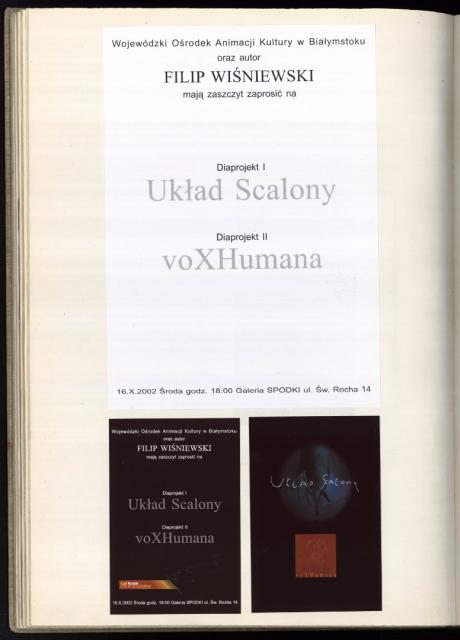 Wojewódzki Ośrodek Animacji Kultury w Białymstoku
oraz autor
FILIP WIŚNIEWSKI
mają zaszczyt zaprosić na
Diaprojekt I
Układ Scalony
Diaprojekt II
voXHumana
16.X.2002 Środa godz. 18:00 Galeria SPODKI ul. Św. Rocha 14
Wojewódzki Ośrodek Animacji Kultury w Białymstoku
oraz autor
FILIP WIŚNIEWSKI
mają zaszczyt zaprosić na
Diaprojekt I
Układ Scalony
Diaprojekt II
voXHumana
16.X.2002 Środa godz. 18:00 Galeria SPODKI ul. Św. Rocha 14
UKŁAD SCALONY
voXHumana